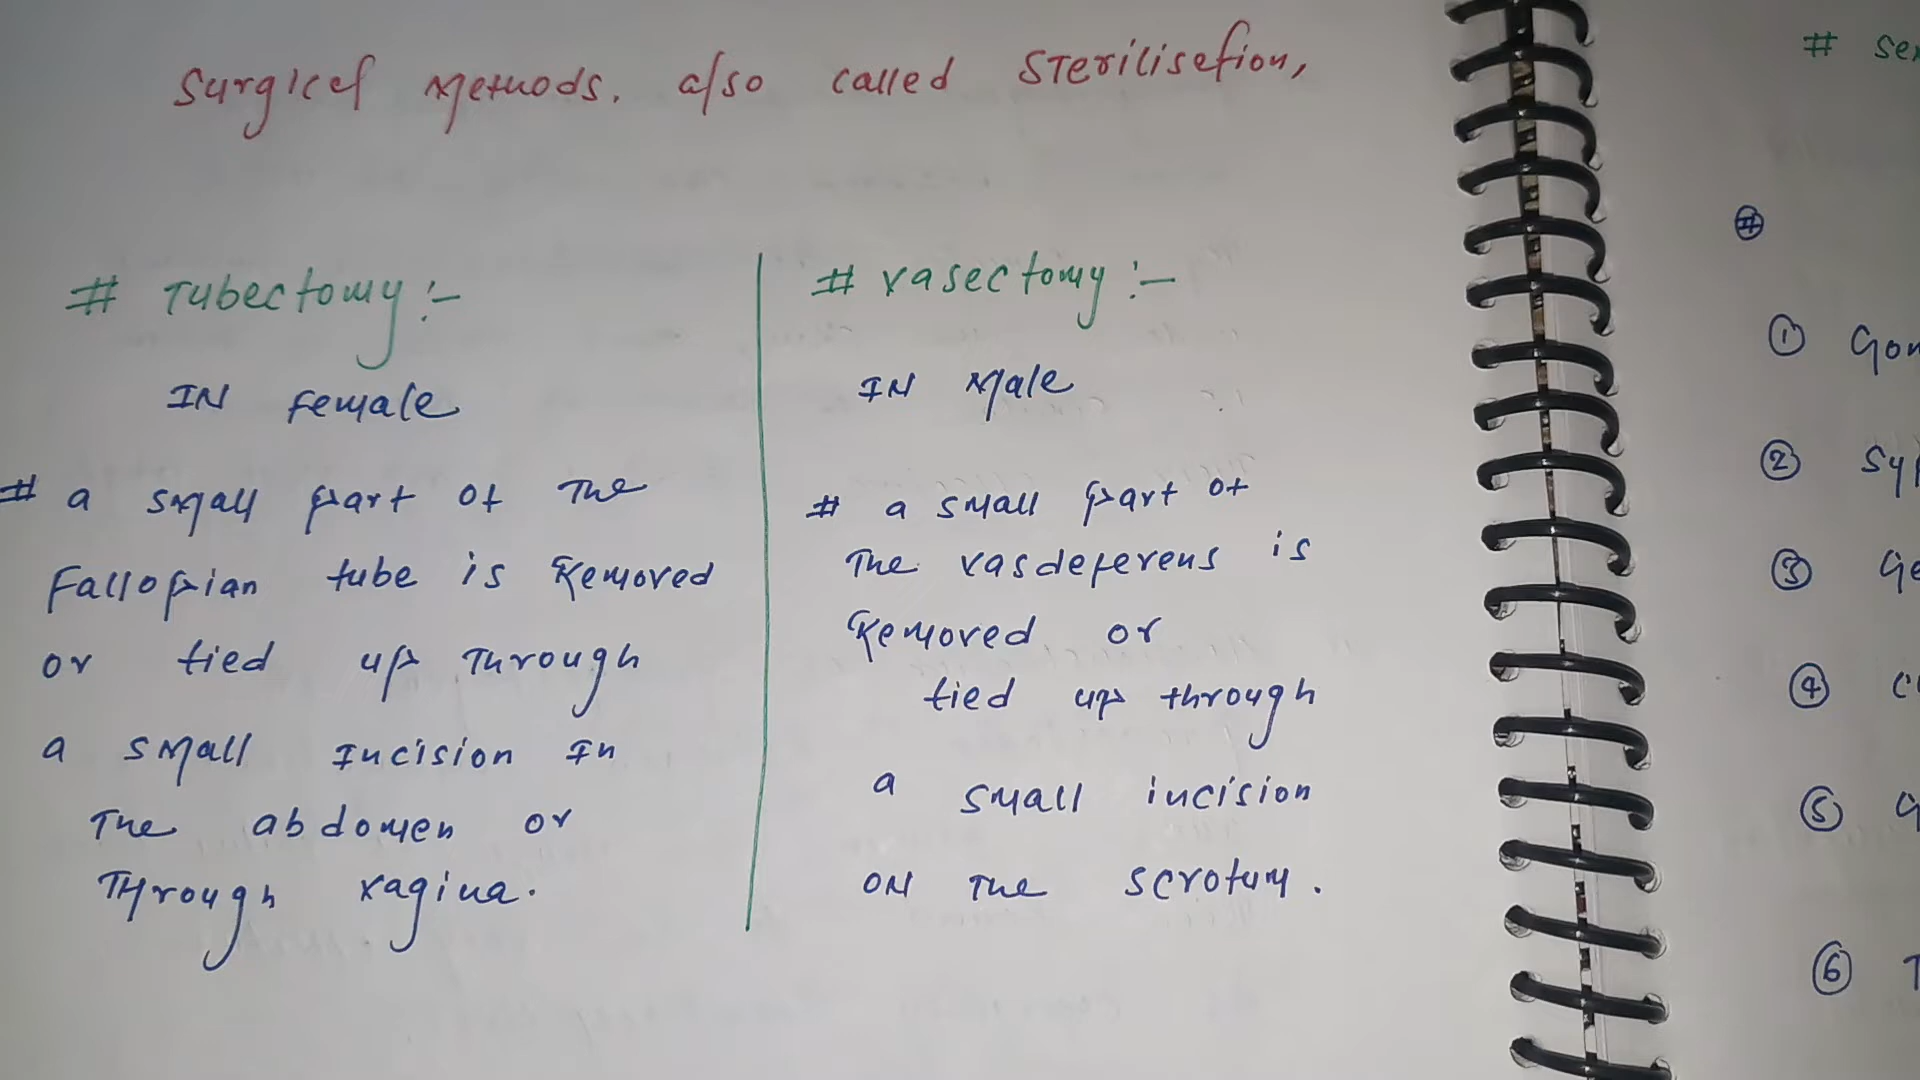 Surgical Methods. also called Sterilisation,
# Tubectomy :-
IN female
# a small part of the
Fallopian tube is Removed
or tied up Through
a small Incision In
The abdomen or
THrough vagina.
# vasectomy :-
IN Male
# a small part of
The vasdeferens is
Removed or
tied up through
a small incision
ON The scrotum.
#
#
①
②
③
④
⑤
⑥